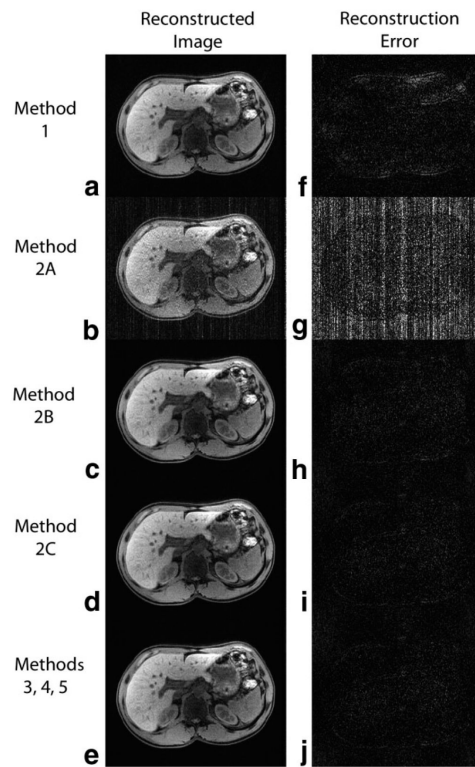 Reconstructed
Image
Reconstruction
Error
Method
1
a
f
Method
2A
b
g
Method
2B
c
h
Method
2C
d
i
Methods
3, 4, 5
e
j